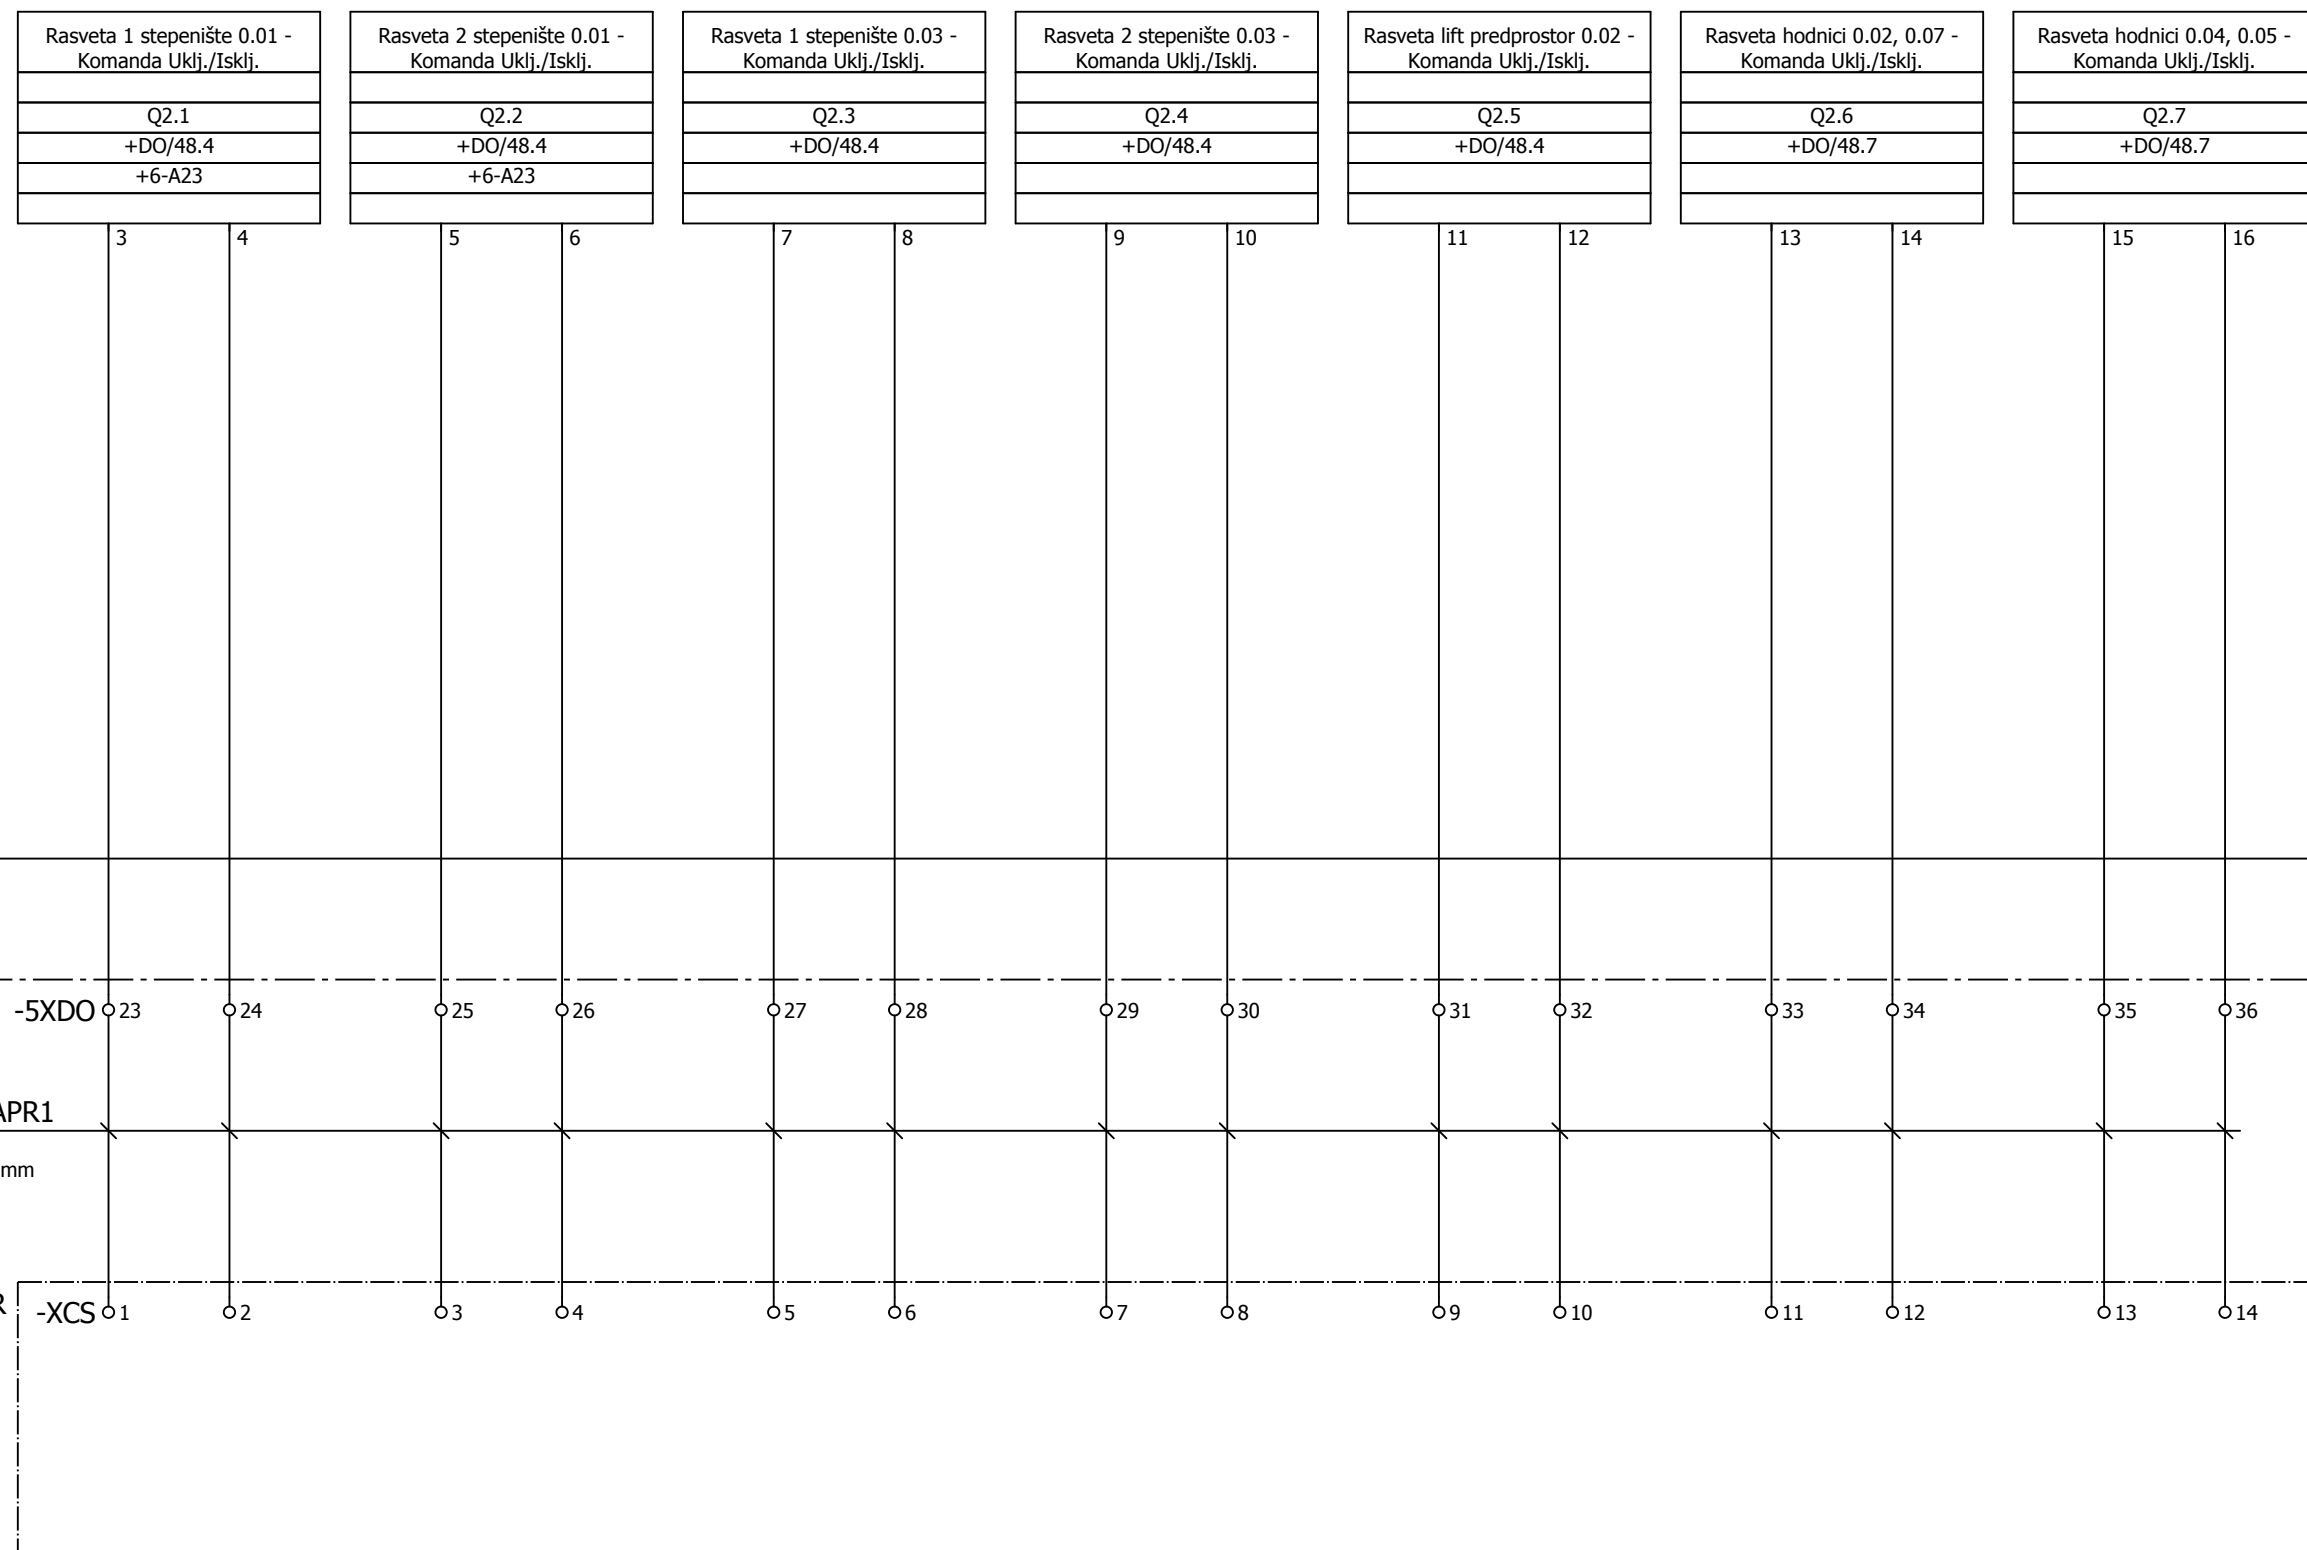 Rasveta 1 stepenište 0.01 -
Komanda Uklj./Isklj.
Q2.1
+DO/48.4
+6-A23
Rasveta 2 stepenište 0.01 -
Komanda Uklj./Isklj.
Q2.2
+DO/48.4
+6-A23
Rasveta 1 stepenište 0.03 -
Komanda Uklj./Isklj.
Q2.3
+DO/48.4
Rasveta 2 stepenište 0.03 -
Komanda Uklj./Isklj.
Q2.4
+DO/48.4
Rasveta lift predprostor 0.02 -
Komanda Uklj./Isklj.
Q2.5
+DO/48.4
Rasveta hodnici 0.02, 0.07 -
Komanda Uklj./Isklj.
Q2.6
+DO/48.7
Rasveta hodnici 0.04, 0.05 -
Komanda Uklj./Isklj.
Q2.7
+DO/48.7
3 4 5 6 7 8 9 10 11 12 13 14 15 16
-5XDO 23 24 25 26 27 28 29 30 31 32 33 34 35 36
APR1
mm
R
-XCS 1 2 3 4 5 6 7 8 9 10 11 12 13 14